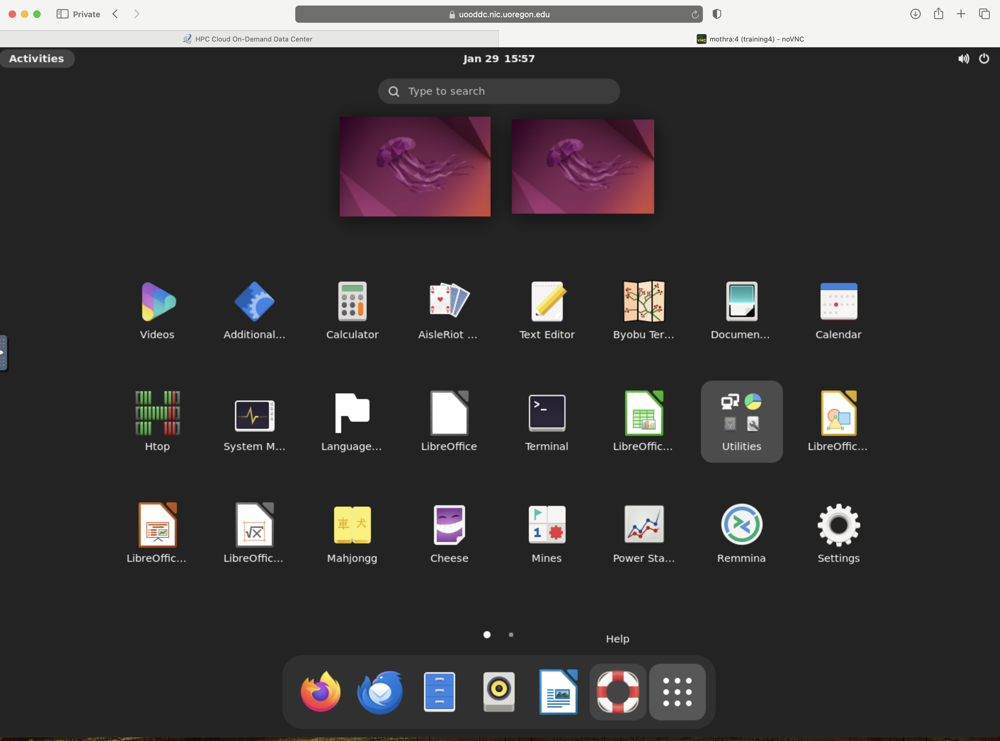 Private
uooddc.nic.uoregon.edu
HPC Cloud On-Demand Data Center
mothra:4 (training4) - noVNC
Activities
Jan 29 15:57
Type to search
Videos
Additional...
Calculator
AisleRiot ...
Text Editor
Byobu Ter...
Documen...
Calendar
Htop
System M...
Language...
LibreOffice
Terminal
LibreOffic...
Utilities
LibreOffic...
LibreOffic...
LibreOffic...
Mahjongg
Cheese
Mines
Power Sta...
Remmina
Settings
Help